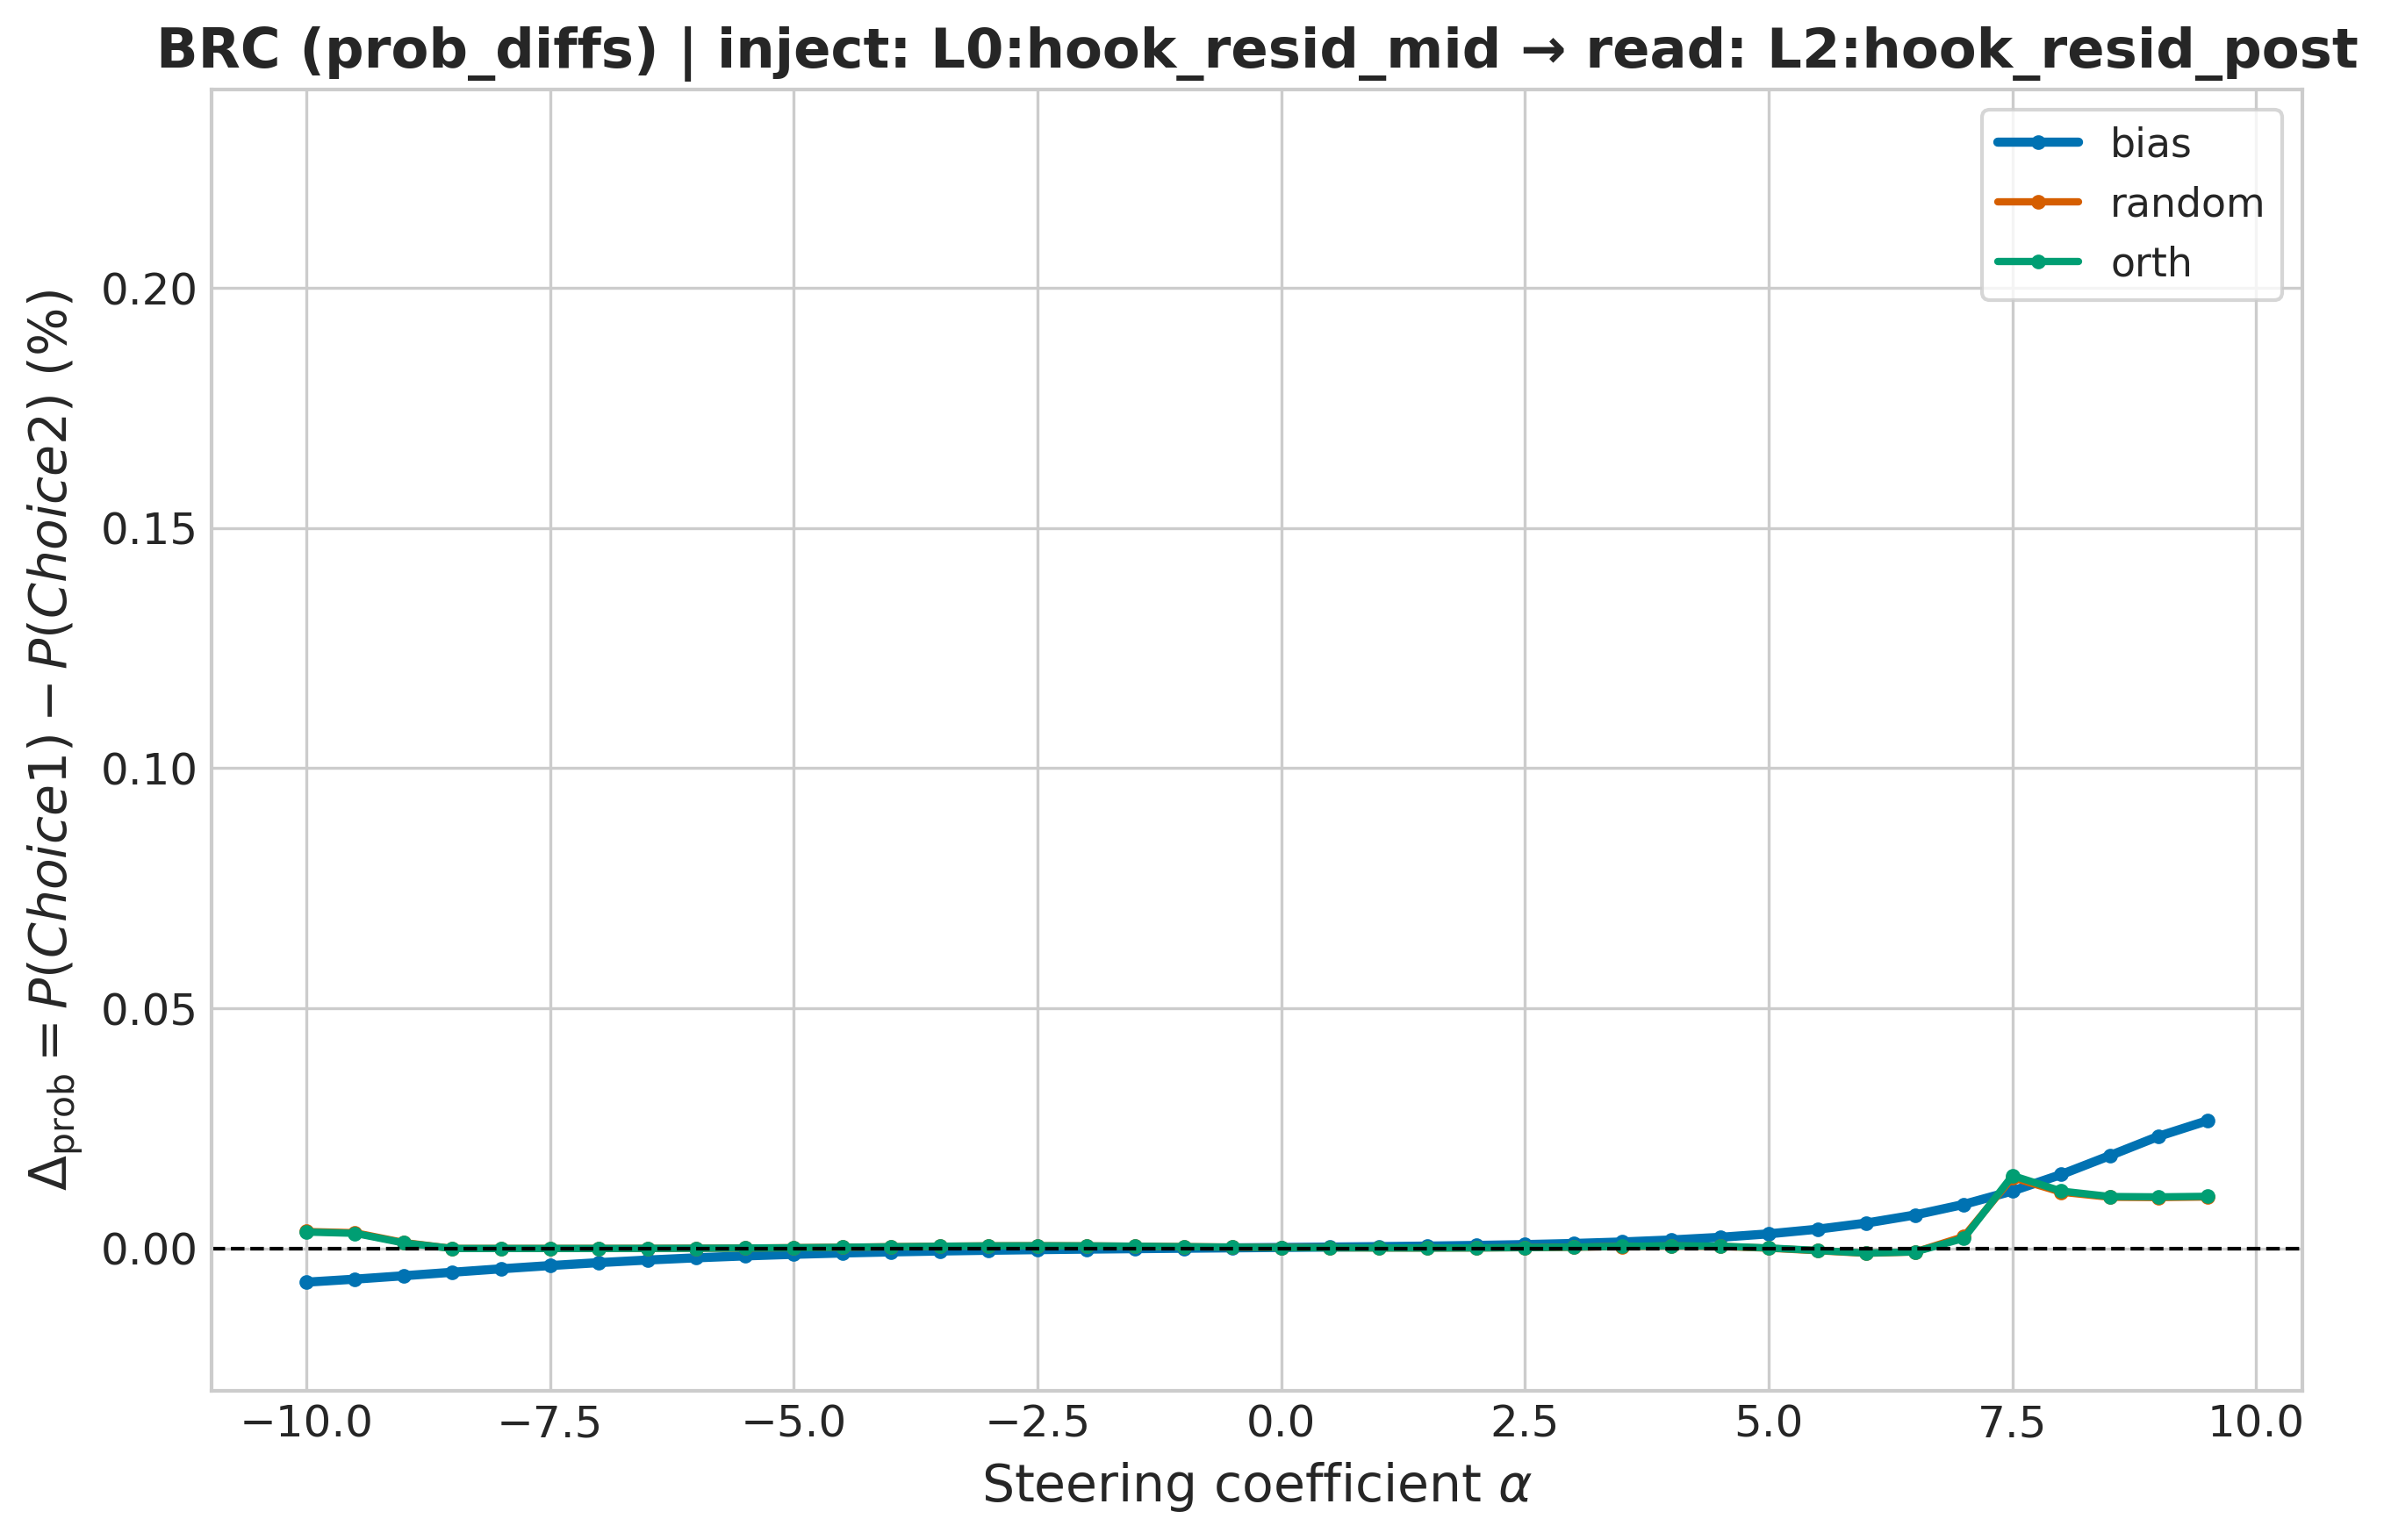 BRC (prob_diffs) | inject: L0:hook_resid_mid → read: L2:hook_resid_post
bias
random
orth
Δprob = P(Choice1) − P(Choice2) (%)
0.20
0.15
0.10
0.05
0.00
−10.0 −7.5 −5.0 −2.5 0.0 2.5 5.0 7.5 10.0
Steering coefficient α